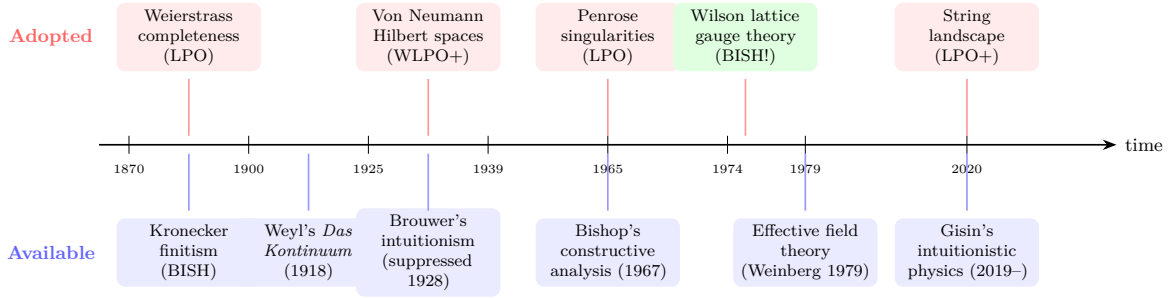 Adopted
Weierstrass
completeness
(LPO)
Von Neumann
Hilbert spaces
(WLPO+)
Penrose
singularities
(LPO)
Wilson lattice
gauge theory
(BISH!)
String
landscape
(LPO+)
time
1870
1900
1925
1939
1965
1974
1979
2020
Available
Kronecker
finitism
(BISH)
Weyl's Das
Kontinuum
(1918)
Brouwer's
intuitionism
(suppressed
1928)
Bishop's
constructive
analysis (1967)
Effective field
theory
(Weinberg 1979)
Gisin's
intuitionistic
physics (2019–)